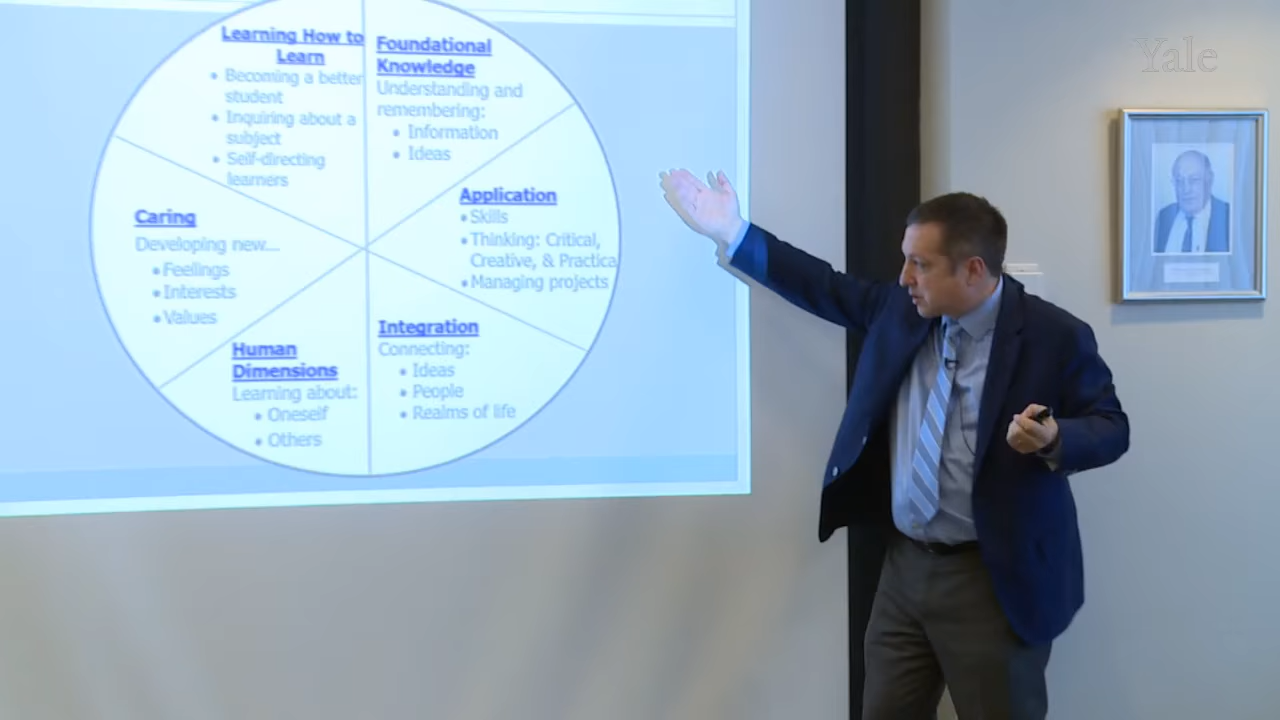 Yale
Learning How to
Learn
• Becoming a better
student
• Inquiring about a
subject
• Self-directing
learners
Foundational
Knowledge
Understanding and
remembering:
• Information
• Ideas
Application
• Skills
• Thinking: Critical,
Creative, & Practica
• Managing projects
Integration
Connecting:
• Ideas
• People
• Realms of life
Human
Dimensions
Learning about:
• Oneself
• Others
Caring
Developing new...
• Feelings
• Interests
• Values